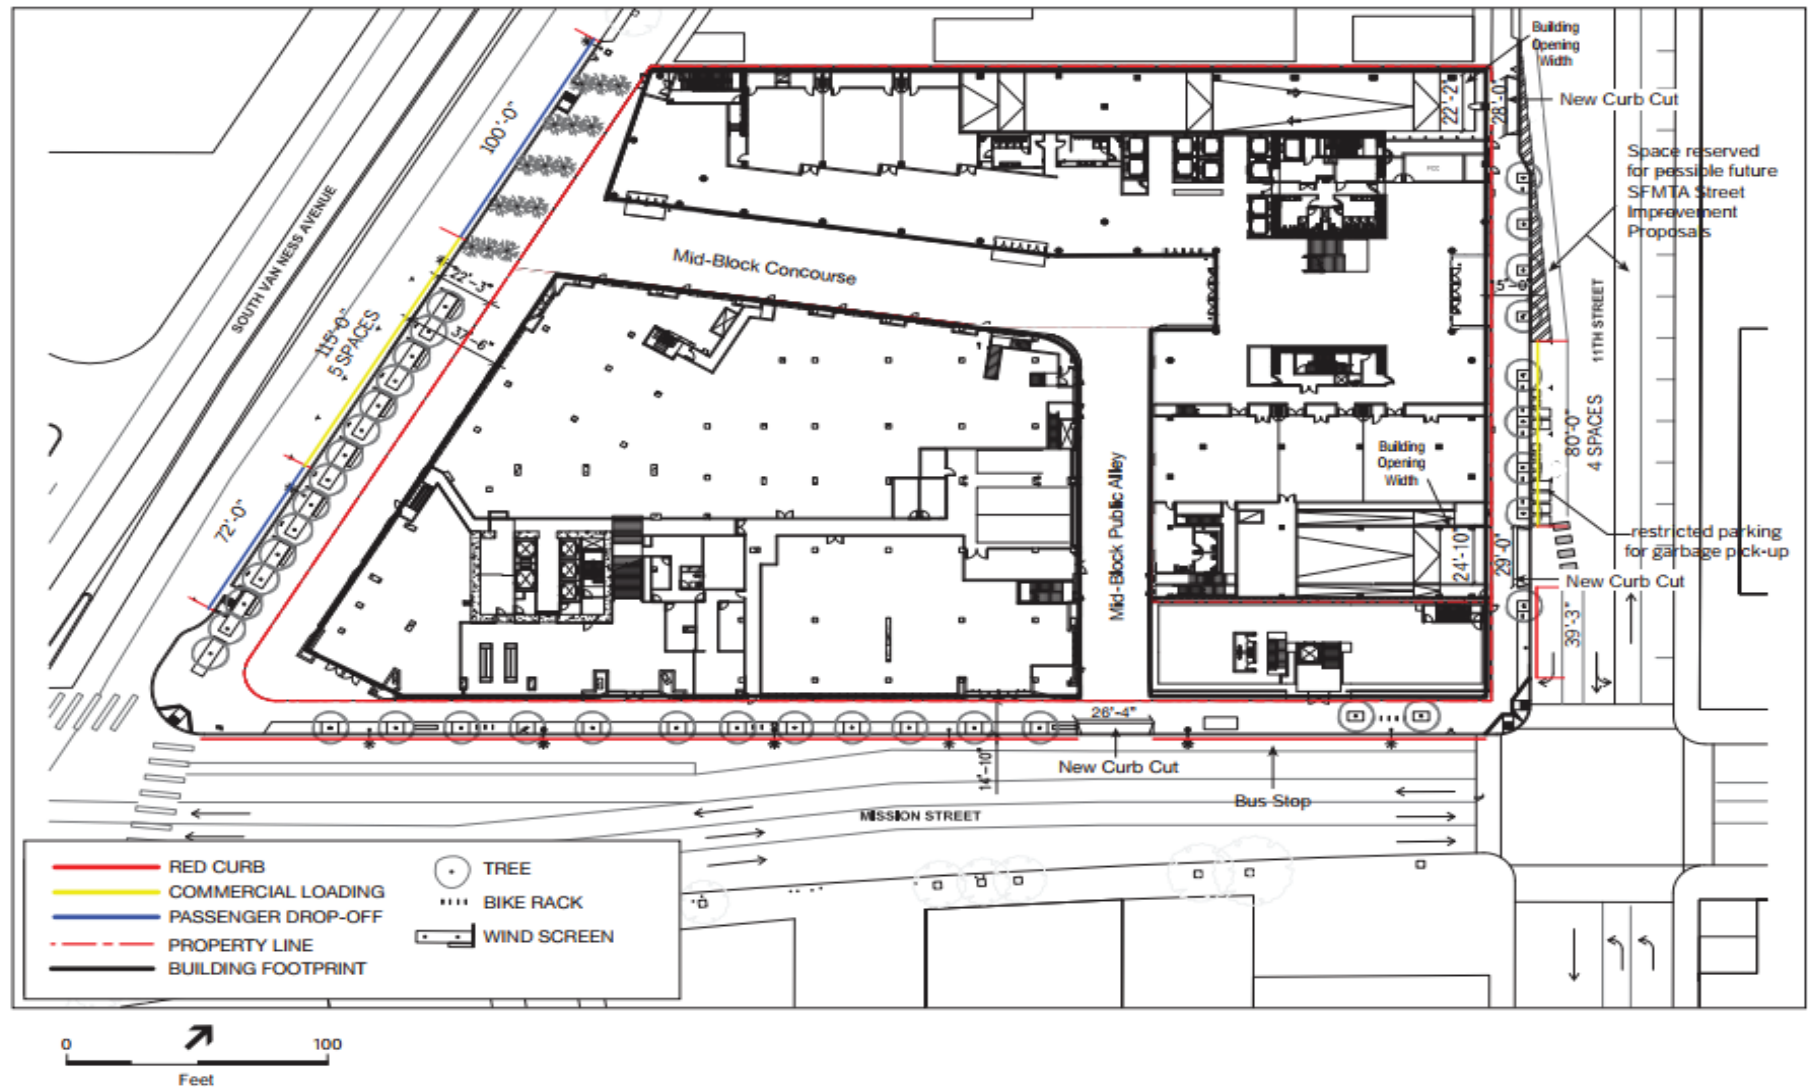 Building
Opening
Width
New Curb Cut
22'-2"
28'-0"
100'-0"
Space reserved
for possible future
SFMTA Street
Improvement
Proposals
FCC
SOUTH VAN NESS AVENUE
Mid-Block Concourse
22'-3"
37'-6"
115'-0"
5 SPACES
15'-0"
11TH STREET
80'-0"
4 SPACES
Building
Opening
Width
Mid-Block Public Alley
72'-0"
24'-10"
29'-0"
restricted parking
for garbage pick-up
New Curb Cut
39'-3"
26'-4"
14'-10"
New Curb Cut
Bus Stop
MISSION STREET
RED CURB
COMMERCIAL LOADING
PASSENGER DROP-OFF
PROPERTY LINE
BUILDING FOOTPRINT
TREE
BIKE RACK
WIND SCREEN
0
100
Feet